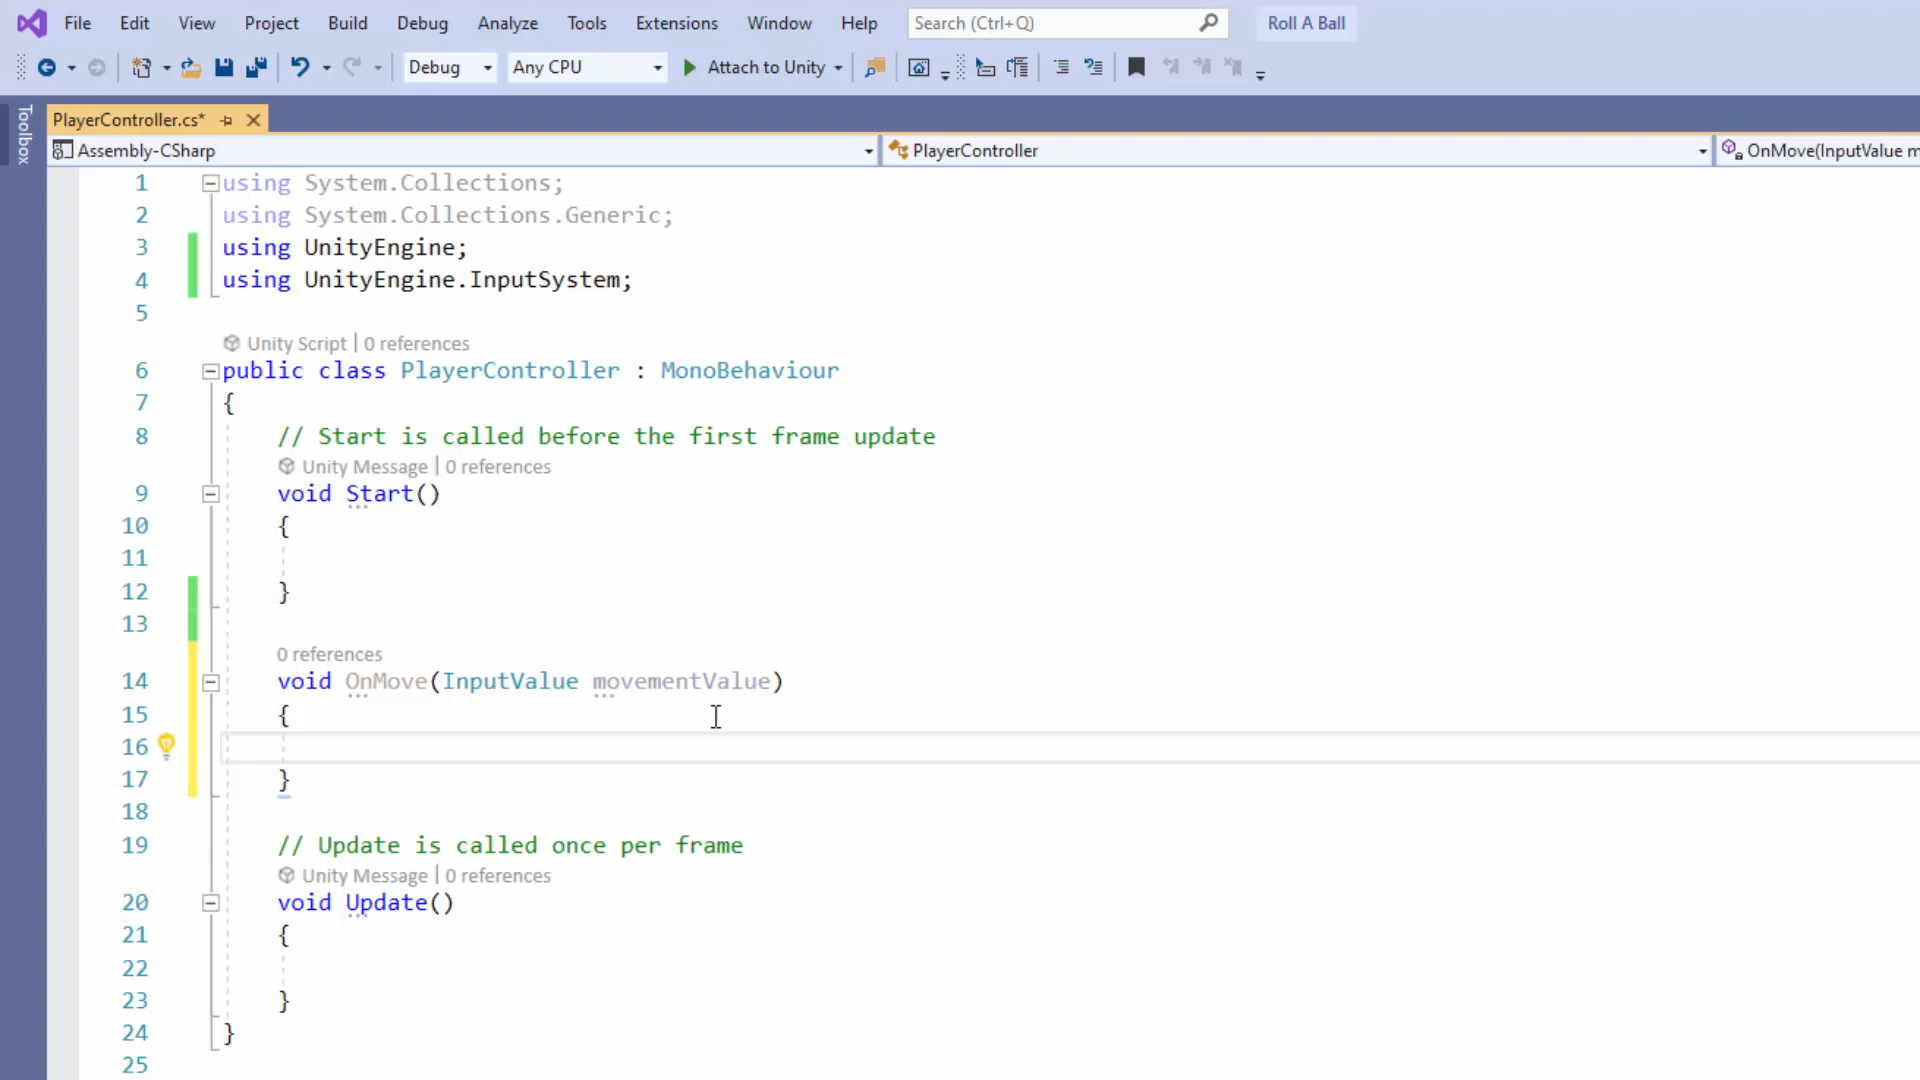 File Edit View Project Build Debug Analyze Tools Extensions Window Help Search (Ctrl+Q) Roll A Ball
Debug Any CPU Attach to Unity
Toolbox
PlayerController.cs*
Assembly-CSharp PlayerController OnMove(InputValue m
1 using System.Collections;
2 using System.Collections.Generic;
3 using UnityEngine;
4 using UnityEngine.InputSystem;
5
Unity Script | 0 references
6 public class PlayerController : MonoBehaviour
7 {
8 // Start is called before the first frame update
Unity Message | 0 references
9 void Start()
10 {
11
12 }
13
0 references
14 void OnMove(InputValue movementValue)
15 {
16
17 }
18
19 // Update is called once per frame
Unity Message | 0 references
20 void Update()
21 {
22
23 }
24 }
25